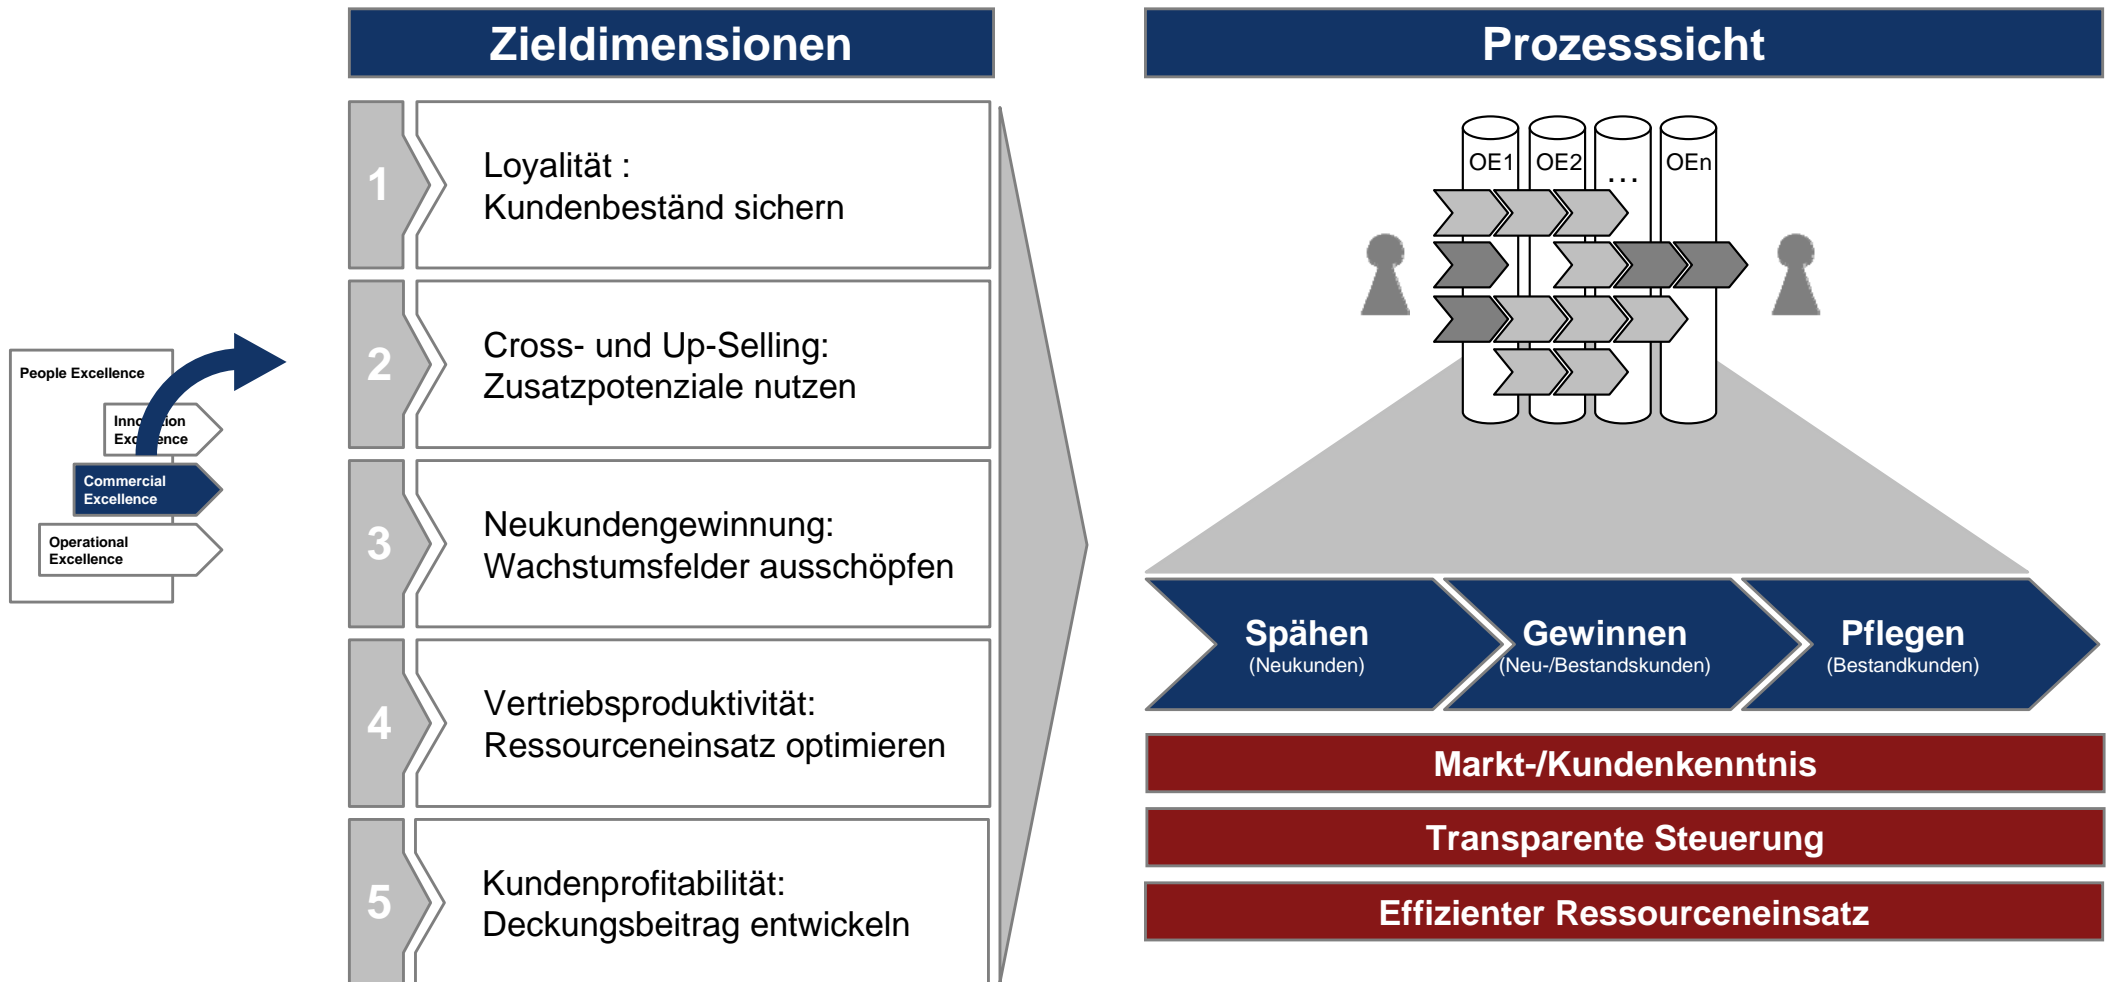 Zieldimensionen
Prozesssicht
People Excellence
Innovation
Excellence
Commercial
Excellence
Operational
Excellence
1
Loyalität :
Kundenbeständ sichern
2
Cross- und Up-Selling:
Zusatzpotenziale nutzen
3
Neukundengewinnung:
Wachstumsfelder ausschöpfen
4
Vertriebsproduktivität:
Ressourceneinsatz optimieren
5
Kundenprofitabilität:
Deckungsbeitrag entwickeln
OE1 OE2 ... OEn
Spähen
(Neukunden)
Gewinnen
(Neu-/Bestandskunden)
Pflegen
(Bestandkunden)
Markt-/Kundenkenntnis
Transparente Steuerung
Effizienter Ressourceneinsatz